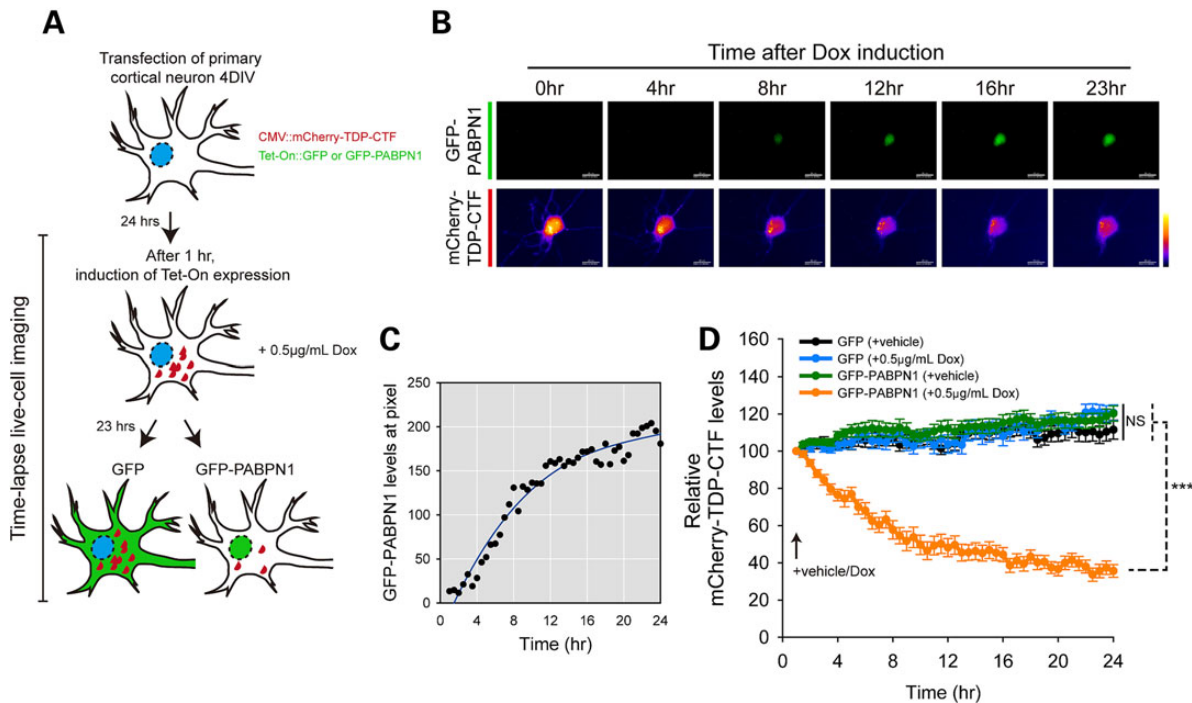 A
Transfection of primary
cortical neuron 4DIV
CMV::mCherry-TDP-CTF
Tet-On::GFP or GFP-PABPN1
24 hrs
After 1 hr,
induction of Tet-On expression
+ 0.5µg/mL Dox
23 hrs
GFP
GFP-PABPN1
Time-lapse live-cell imaging
B
Time after Dox induction
0hr 4hr 8hr 12hr 16hr 23hr
GFP-
PABPN1
mCherry-
TDP-CTF
C
GFP-PABPN1 levels at pixel
250
200
150
100
50
0
0 4 8 12 16 20 24
Time (hr)
D
GFP (+vehicle)
GFP (+0.5µg/mL Dox)
GFP-PABPN1 (+vehicle)
GFP-PABPN1 (+0.5µg/mL Dox)
Relative
mCherry-TDP-CTF levels
160
140
120
100
80
60
40
20
0
NS
***
+vehicle/Dox
0 4 8 12 16 20 24
Time (hr)